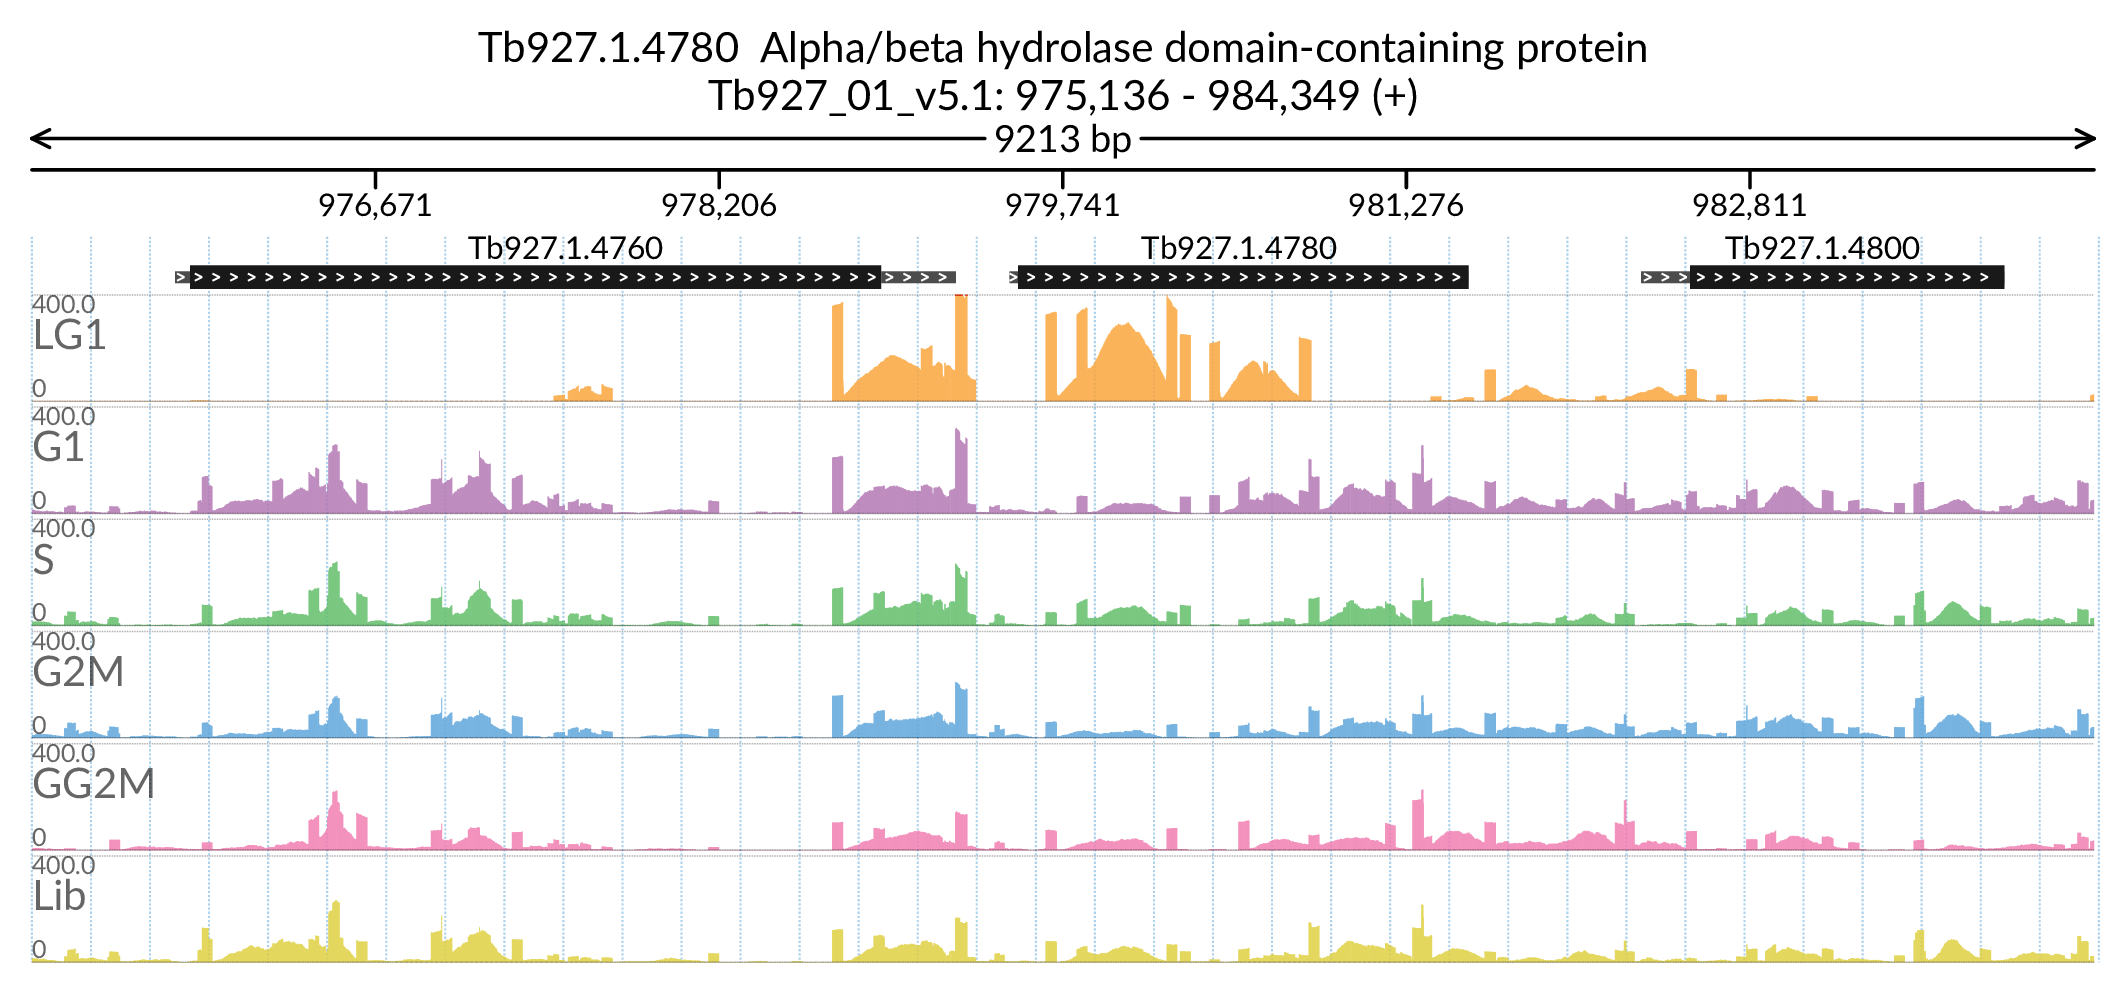 Tb927.1.4780  Alpha/beta hydrolase domain-containing protein
Tb927_01_v5.1: 975,136 - 984,349 (+)
9213 bp
976,671 978,206 979,741 981,276 982,811
Tb927.1.4760 Tb927.1.4780 Tb927.1.4800
400.0
LG1
0
400.0
G1
0
400.0
S
0
400.0
G2M
0
400.0
GG2M
0
400.0
Lib
0